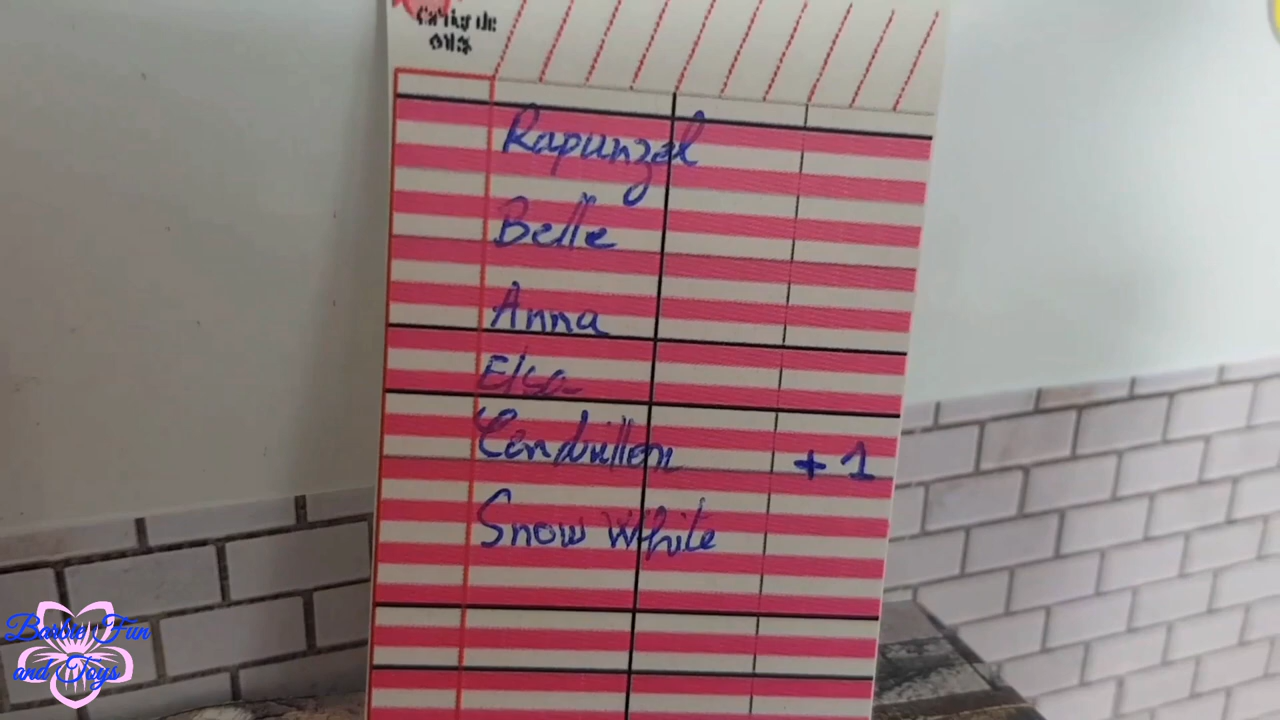 Rapunzel
Belle
Anna
Elsa
Cendrillon + 1
Snow White
Barbie Fun
and Toys